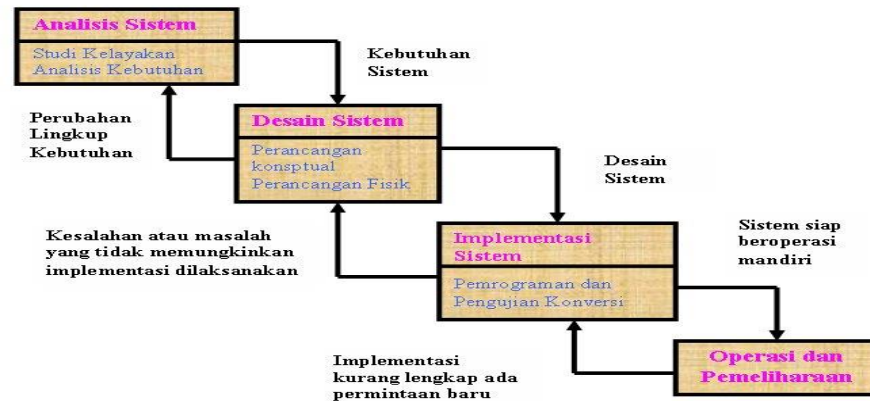 Analisis Sistem
Studi Kelayakan
Analisis Kebutuhan
Kebutuhan
Sistem
Perubahan
Lingkup
Kebutuhan
Desain Sistem
Perancangan
konsptual
Perancangan Fisik
Desain
Sistem
Kesalahan atau masalah
yang tidak memungkinkan
implementasi dilaksanakan
Implementasi
Sistem
Pemrograman dan
Pengujian Konversi
Sistem siap
beroperasi
mandiri
Implementasi
kurang lengkap ada
permintaan baru
Operasi dan
Pemeliharaan